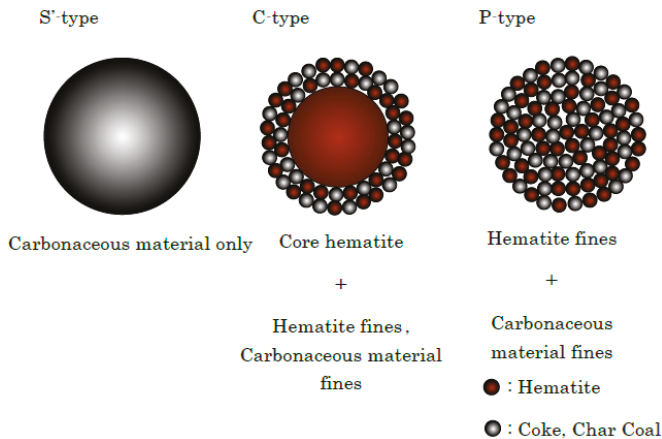 S'-type
C-type
P-type
Carbonaceous material only
Core hematite
+
Hematite fines,
Carbonaceous material
fines
Hematite fines
+
Carbonaceous
material fines
: Hematite
: Coke, Char Coal